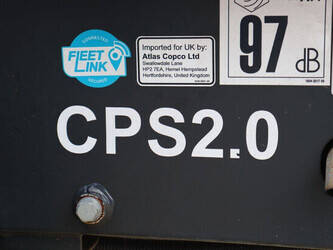 CONNECTED
FLEET
LINK
SECURED
Imported for UK by:
Atlas Copco Ltd
Swallowdale Lane
HP2 7EA, Hemel Hempstead
Hertfordshire, United Kingdom
97
dB
CPS2.0